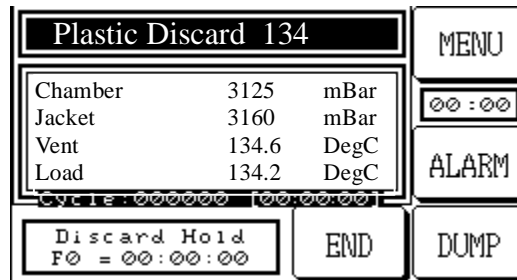 Plastic Discard 134
MENU
Chamber 3125 mBar
Jacket 3160 mBar
Vent 134.6 DegC
Load 134.2 DegC
00:00
ALARM
Cycle:000000 [00:00:00]
Discard Hold
F0 = 00:00:00
END
DUMP